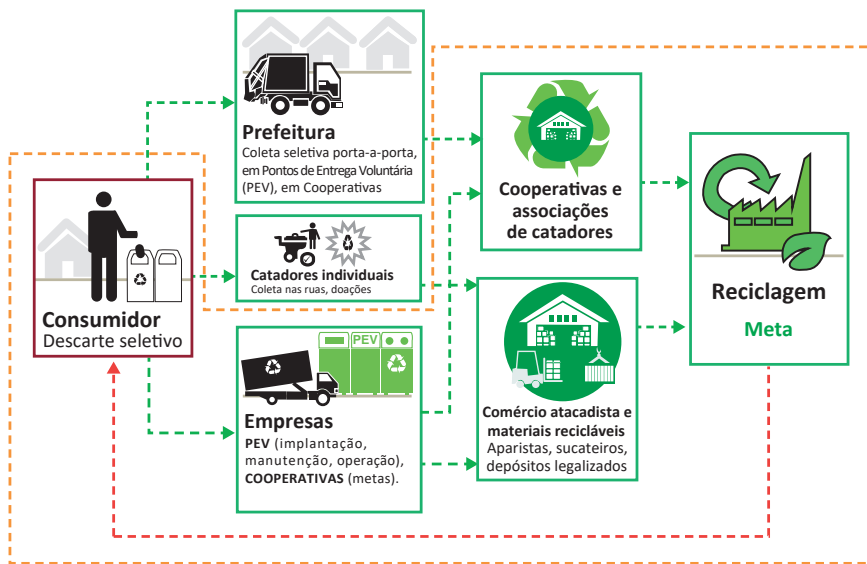 Prefeitura
Coleta seletiva porta-a-porta,
em Pontos de Entrega Voluntária
(PEV), em Cooperativas
Consumidor
Descarte seletivo
Catadores individuais
Coleta nas ruas, doações
PEV
Empresas
PEV (implantação,
manutenção, operação),
COOPERATIVAS (metas).
Cooperativas e
associações
de catadores
Comércio atacadista e
materiais recicláveis
Aparistas, sucateiros,
depósitos legalizados
Reciclagem
Meta